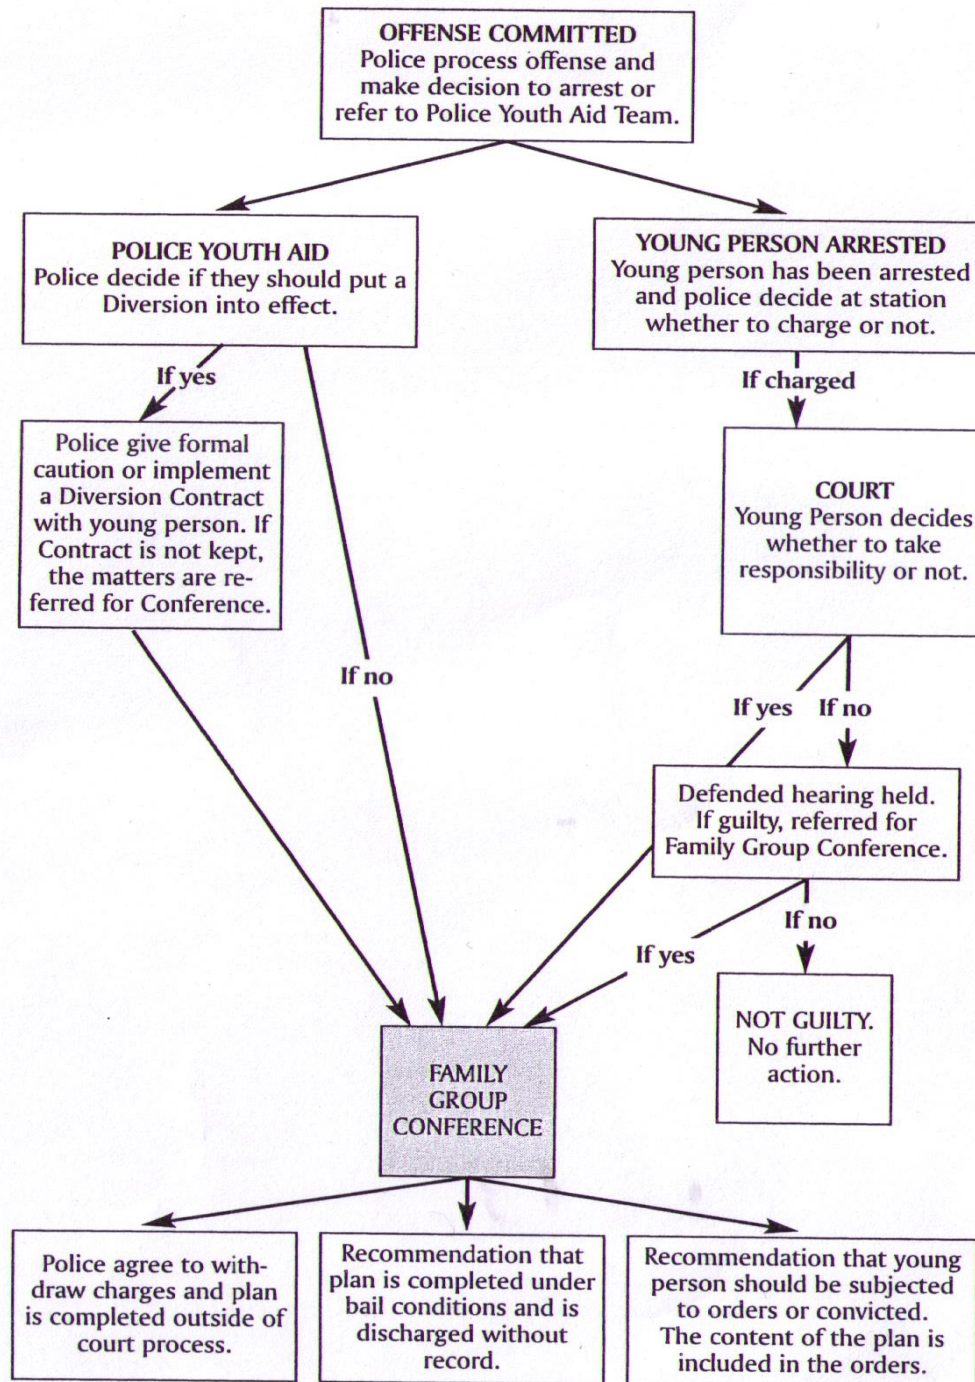 OFFENSE COMMITTED
Police process offense and
make decision to arrest or
refer to Police Youth Aid Team.
POLICE YOUTH AID
Police decide if they should put a
Diversion into effect.
YOUNG PERSON ARRESTED
Young person has been arrested
and police decide at station
whether to charge or not.
If yes
If charged
Police give formal
caution or implement
a Diversion Contract
with young person. If
Contract is not kept,
the matters are re-
ferred for Conference.
COURT
Young Person decides
whether to take
responsibility or not.
If no
If yes
If no
Defended hearing held.
If guilty, referred for
Family Group Conference.
If no
If yes
NOT GUILTY.
No further
action.
FAMILY
GROUP
CONFERENCE
Police agree to with-
draw charges and plan
is completed outside of
court process.
Recommendation that
plan is completed under
bail conditions and is
discharged without
record.
Recommendation that young
person should be subjected
to orders or convicted.
The content of the plan is
included in the orders.